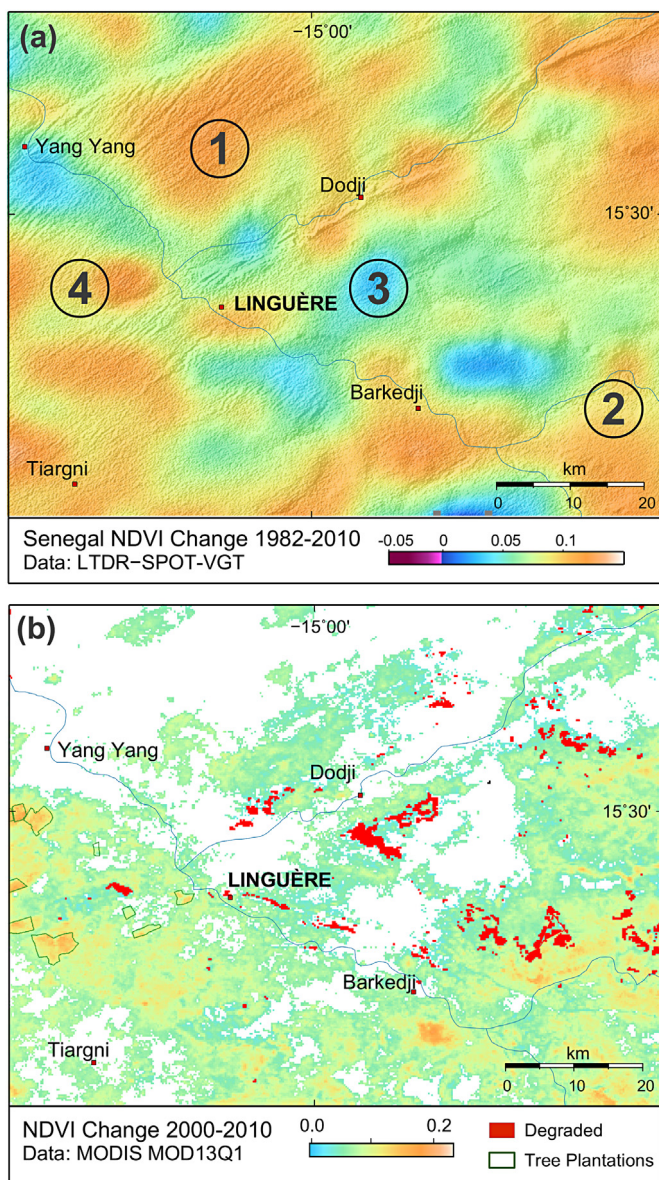 (a)
−15°00'
Yang Yang
1
Dodji
15°30'
4
3
LINGUÈRE
Barkedji
2
Tiargni
km
0 10 20
Senegal NDVI Change 1982-2010
Data: LTDR−SPOT-VGT
-0.05 0 0.05 0.1
(b)
−15°00'
Yang Yang
Dodji
15°30'
LINGUÈRE
Barkedji
Tiargni
km
0 10 20
NDVI Change 2000-2010
Data: MODIS MOD13Q1
0.0 0.2
Degraded
Tree Plantations